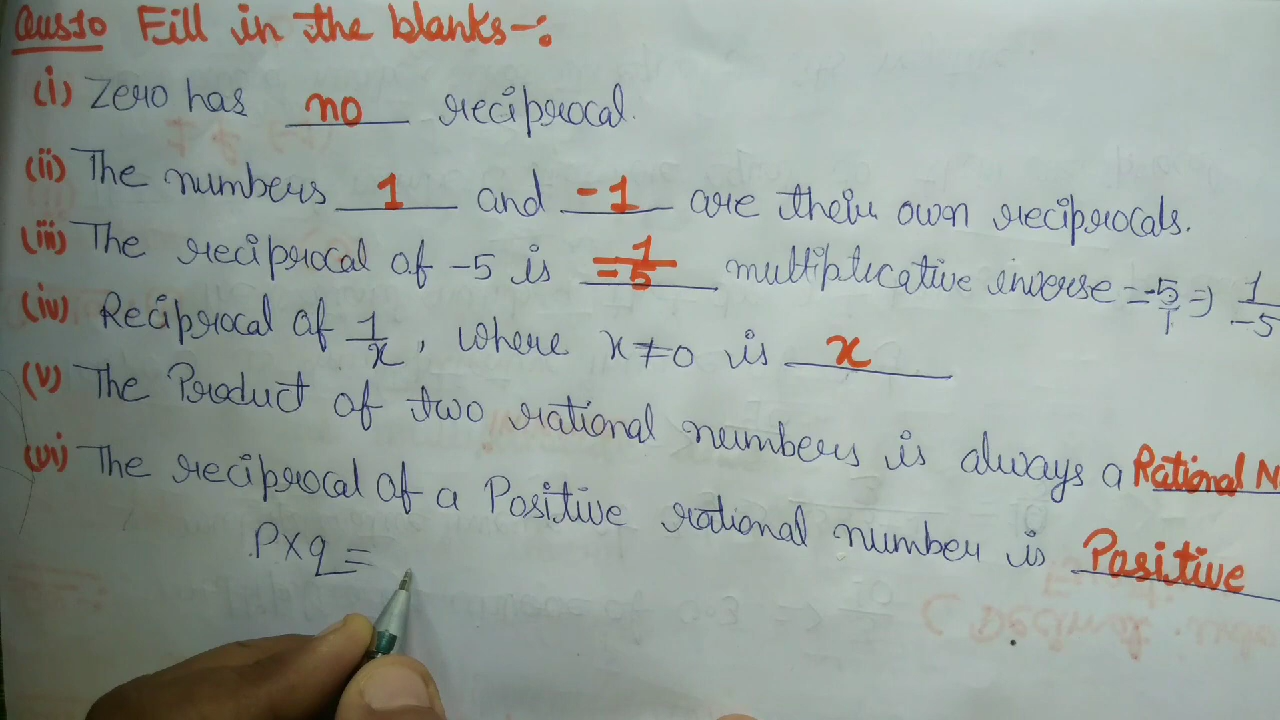 Ques10 Fill in the blanks-:
(i) Zero has no reciprocal.
(ii) The numbers 1 and -1 are their own reciprocals.
(iii) The reciprocal of -5 is 1/-5 multiplicative inverse = -5/1 => 1/-5
(iv) Reciprocal of 1/x, where x≠0 is x
(v) The Product of two rational numbers is always a Rational N
(vi) The reciprocal of a Positive rational number is Positive
P×q=